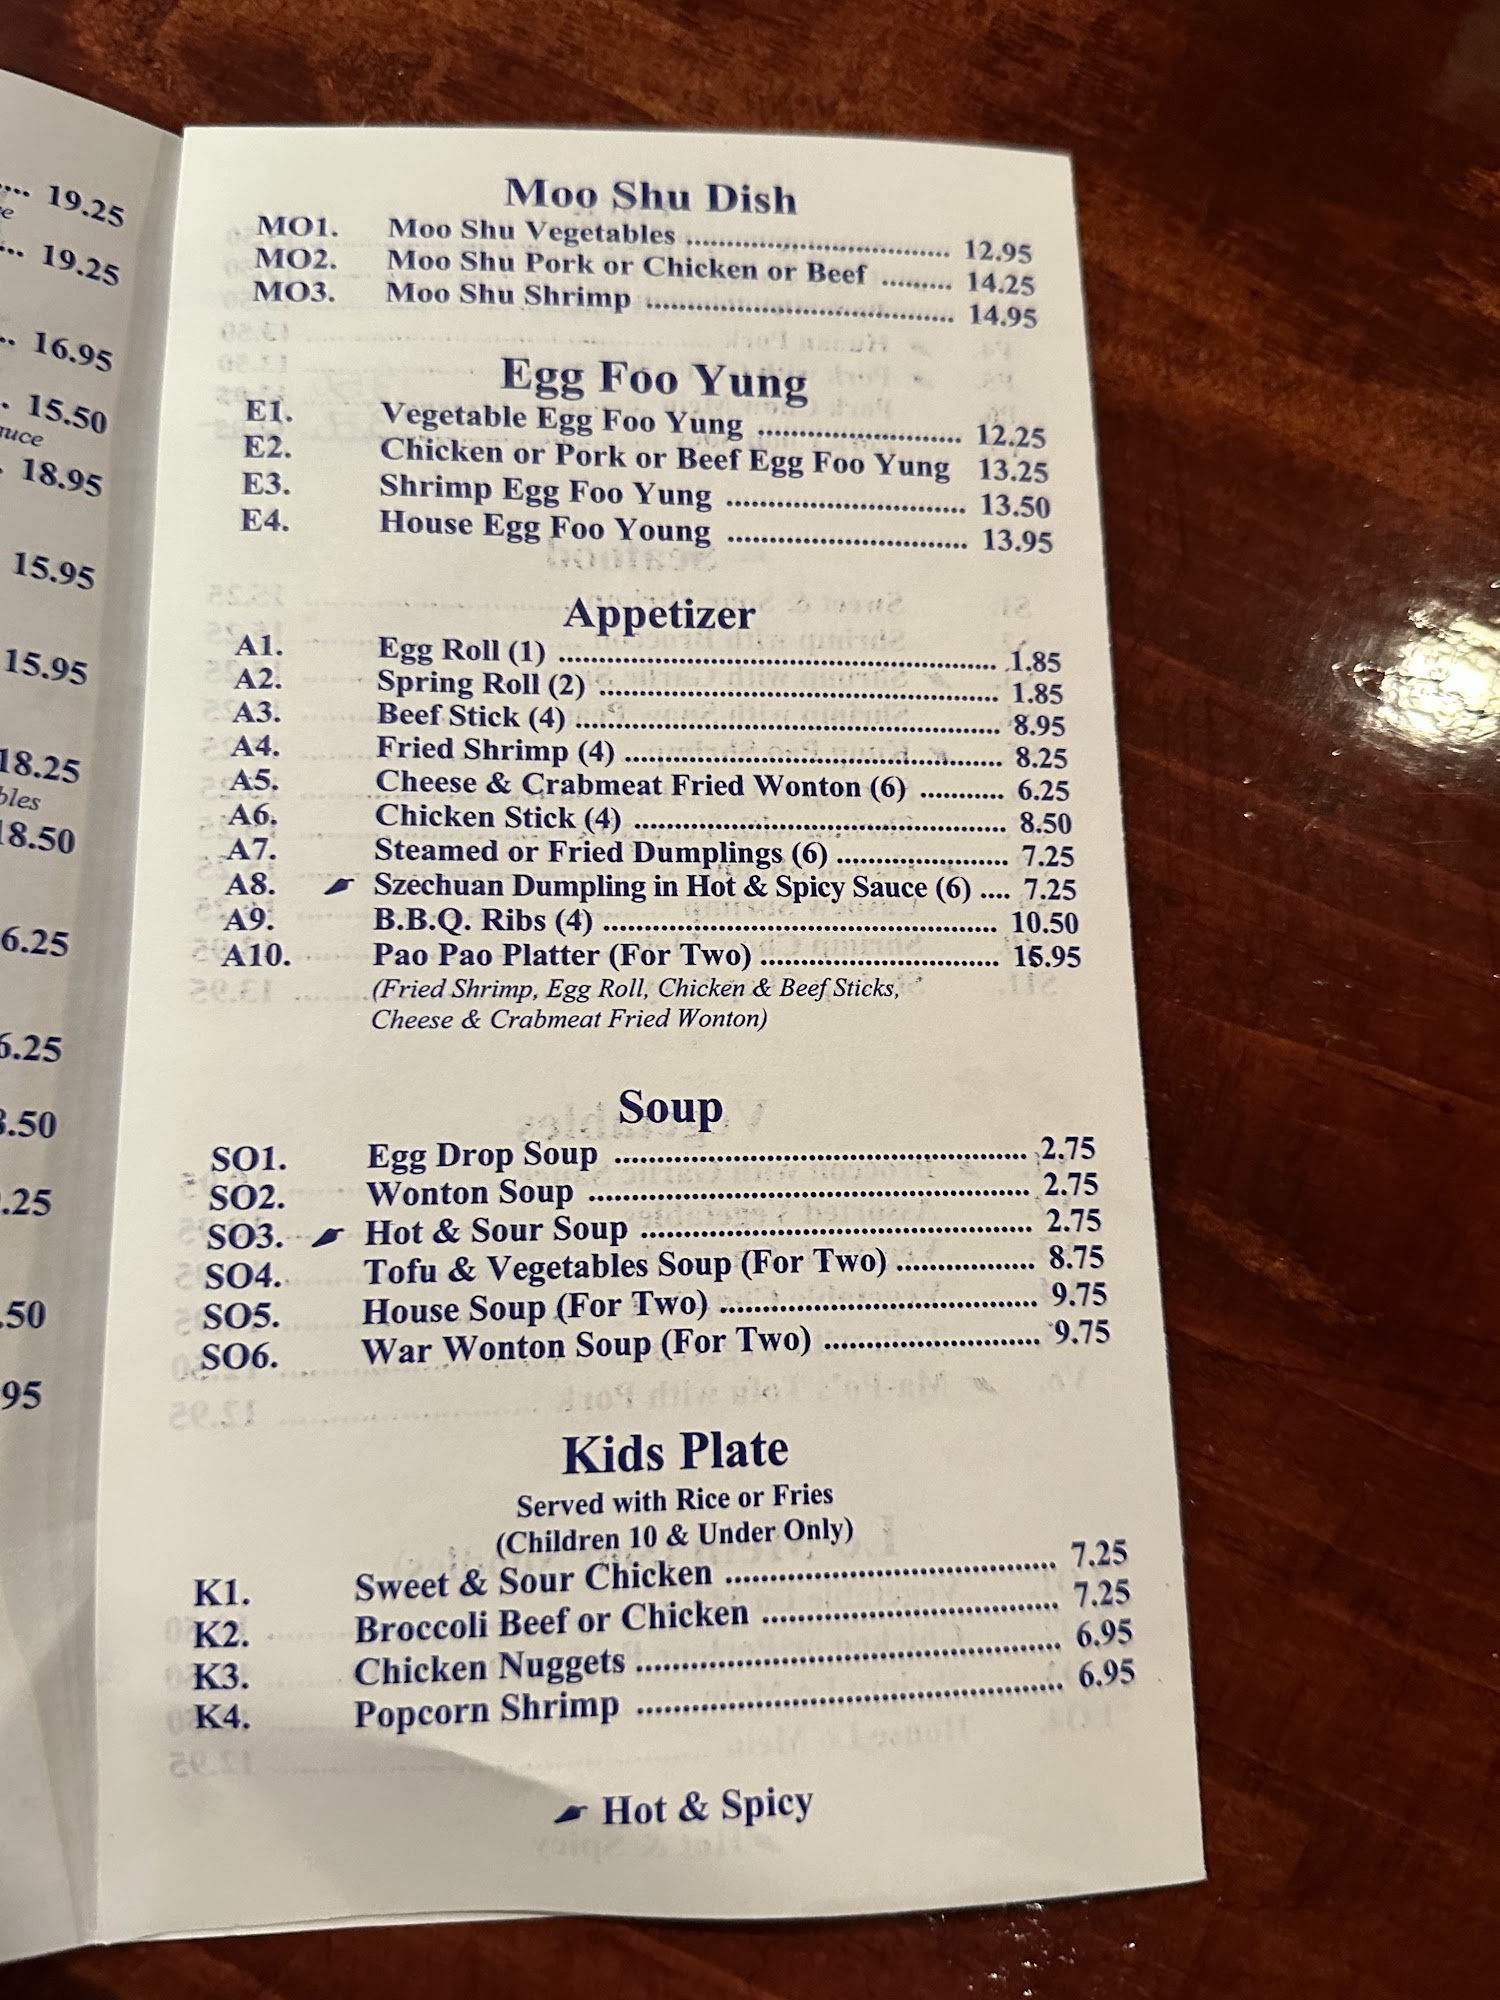 19.25
19.25
16.95
15.50
18.95
15.95
15.95
18.25
18.50
6.25
6.25
.50
.25
.50
95
Moo Shu Dish
MO1. Moo Shu Vegetables ................................. 12.95
MO2. Moo Shu Pork or Chicken or Beef ......... 14.25
MO3. Moo Shu Shrimp ....................................... 14.95
Egg Foo Yung
E1. Vegetable Egg Foo Yung .......................... 12.25
E2. Chicken or Pork or Beef Egg Foo Yung 13.25
E3. Shrimp Egg Foo Yung .............................. 13.50
E4. House Egg Foo Young .............................. 13.95
Appetizer
A1. Egg Roll (1) ...................................................... 1.85
A2. Spring Roll (2) ................................................. 1.85
A3. Beef Stick (4) .................................................... 8.95
A4. Fried Shrimp (4) .............................................. 8.25
A5. Cheese & Crabmeat Fried Wonton (6) ........... 6.25
A6. Chicken Stick (4) .............................................. 8.50
A7. Steamed or Fried Dumplings (6) ..................... 7.25
A8. Szechuan Dumpling in Hot & Spicy Sauce (6) .... 7.25
A9. B.B.Q. Ribs (4) ................................................ 10.50
A10. Pao Pao Platter (For Two) ............................. 15.95
(Fried Shrimp, Egg Roll, Chicken & Beef Sticks,
Cheese & Crabmeat Fried Wonton)
Soup
SO1. Egg Drop Soup ............................................... 2.75
SO2. Wonton Soup .................................................. 2.75
SO3. Hot & Sour Soup ............................................ 2.75
SO4. Tofu & Vegetables Soup (For Two) ................ 8.75
SO5. House Soup (For Two) .................................... 9.75
SO6. War Wonton Soup (For Two) ........................ 9.75
Kids Plate
Served with Rice or Fries
(Children 10 & Under Only)
K1. Sweet & Sour Chicken .................................... 7.25
K2. Broccoli Beef or Chicken ................................ 7.25
K3. Chicken Nuggets ............................................. 6.95
K4. Popcorn Shrimp .............................................. 6.95
Hot & Spicy